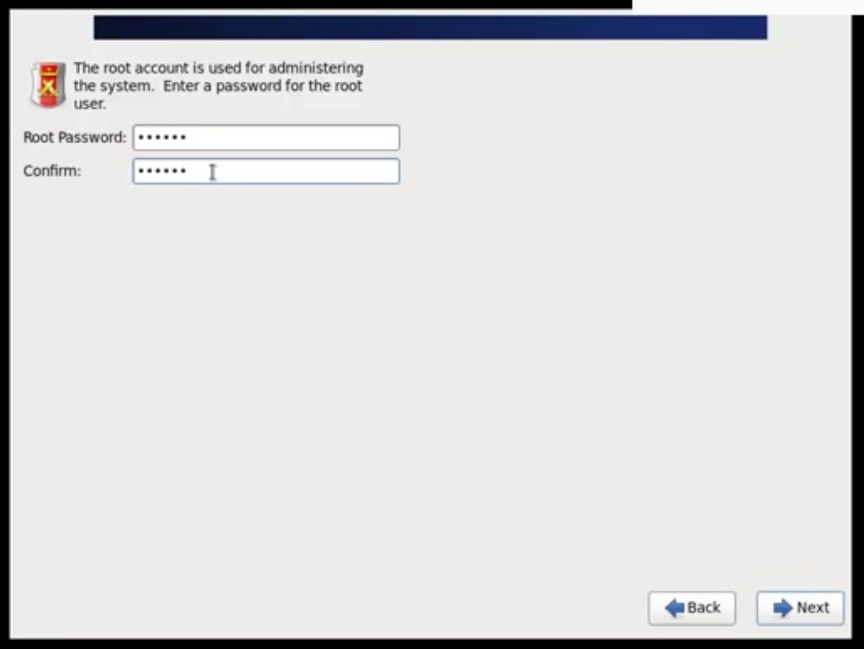 The root account is used for administering
the system.  Enter a password for the root
user.
Root Password: ••••••
Confirm: ••••••
Back
Next